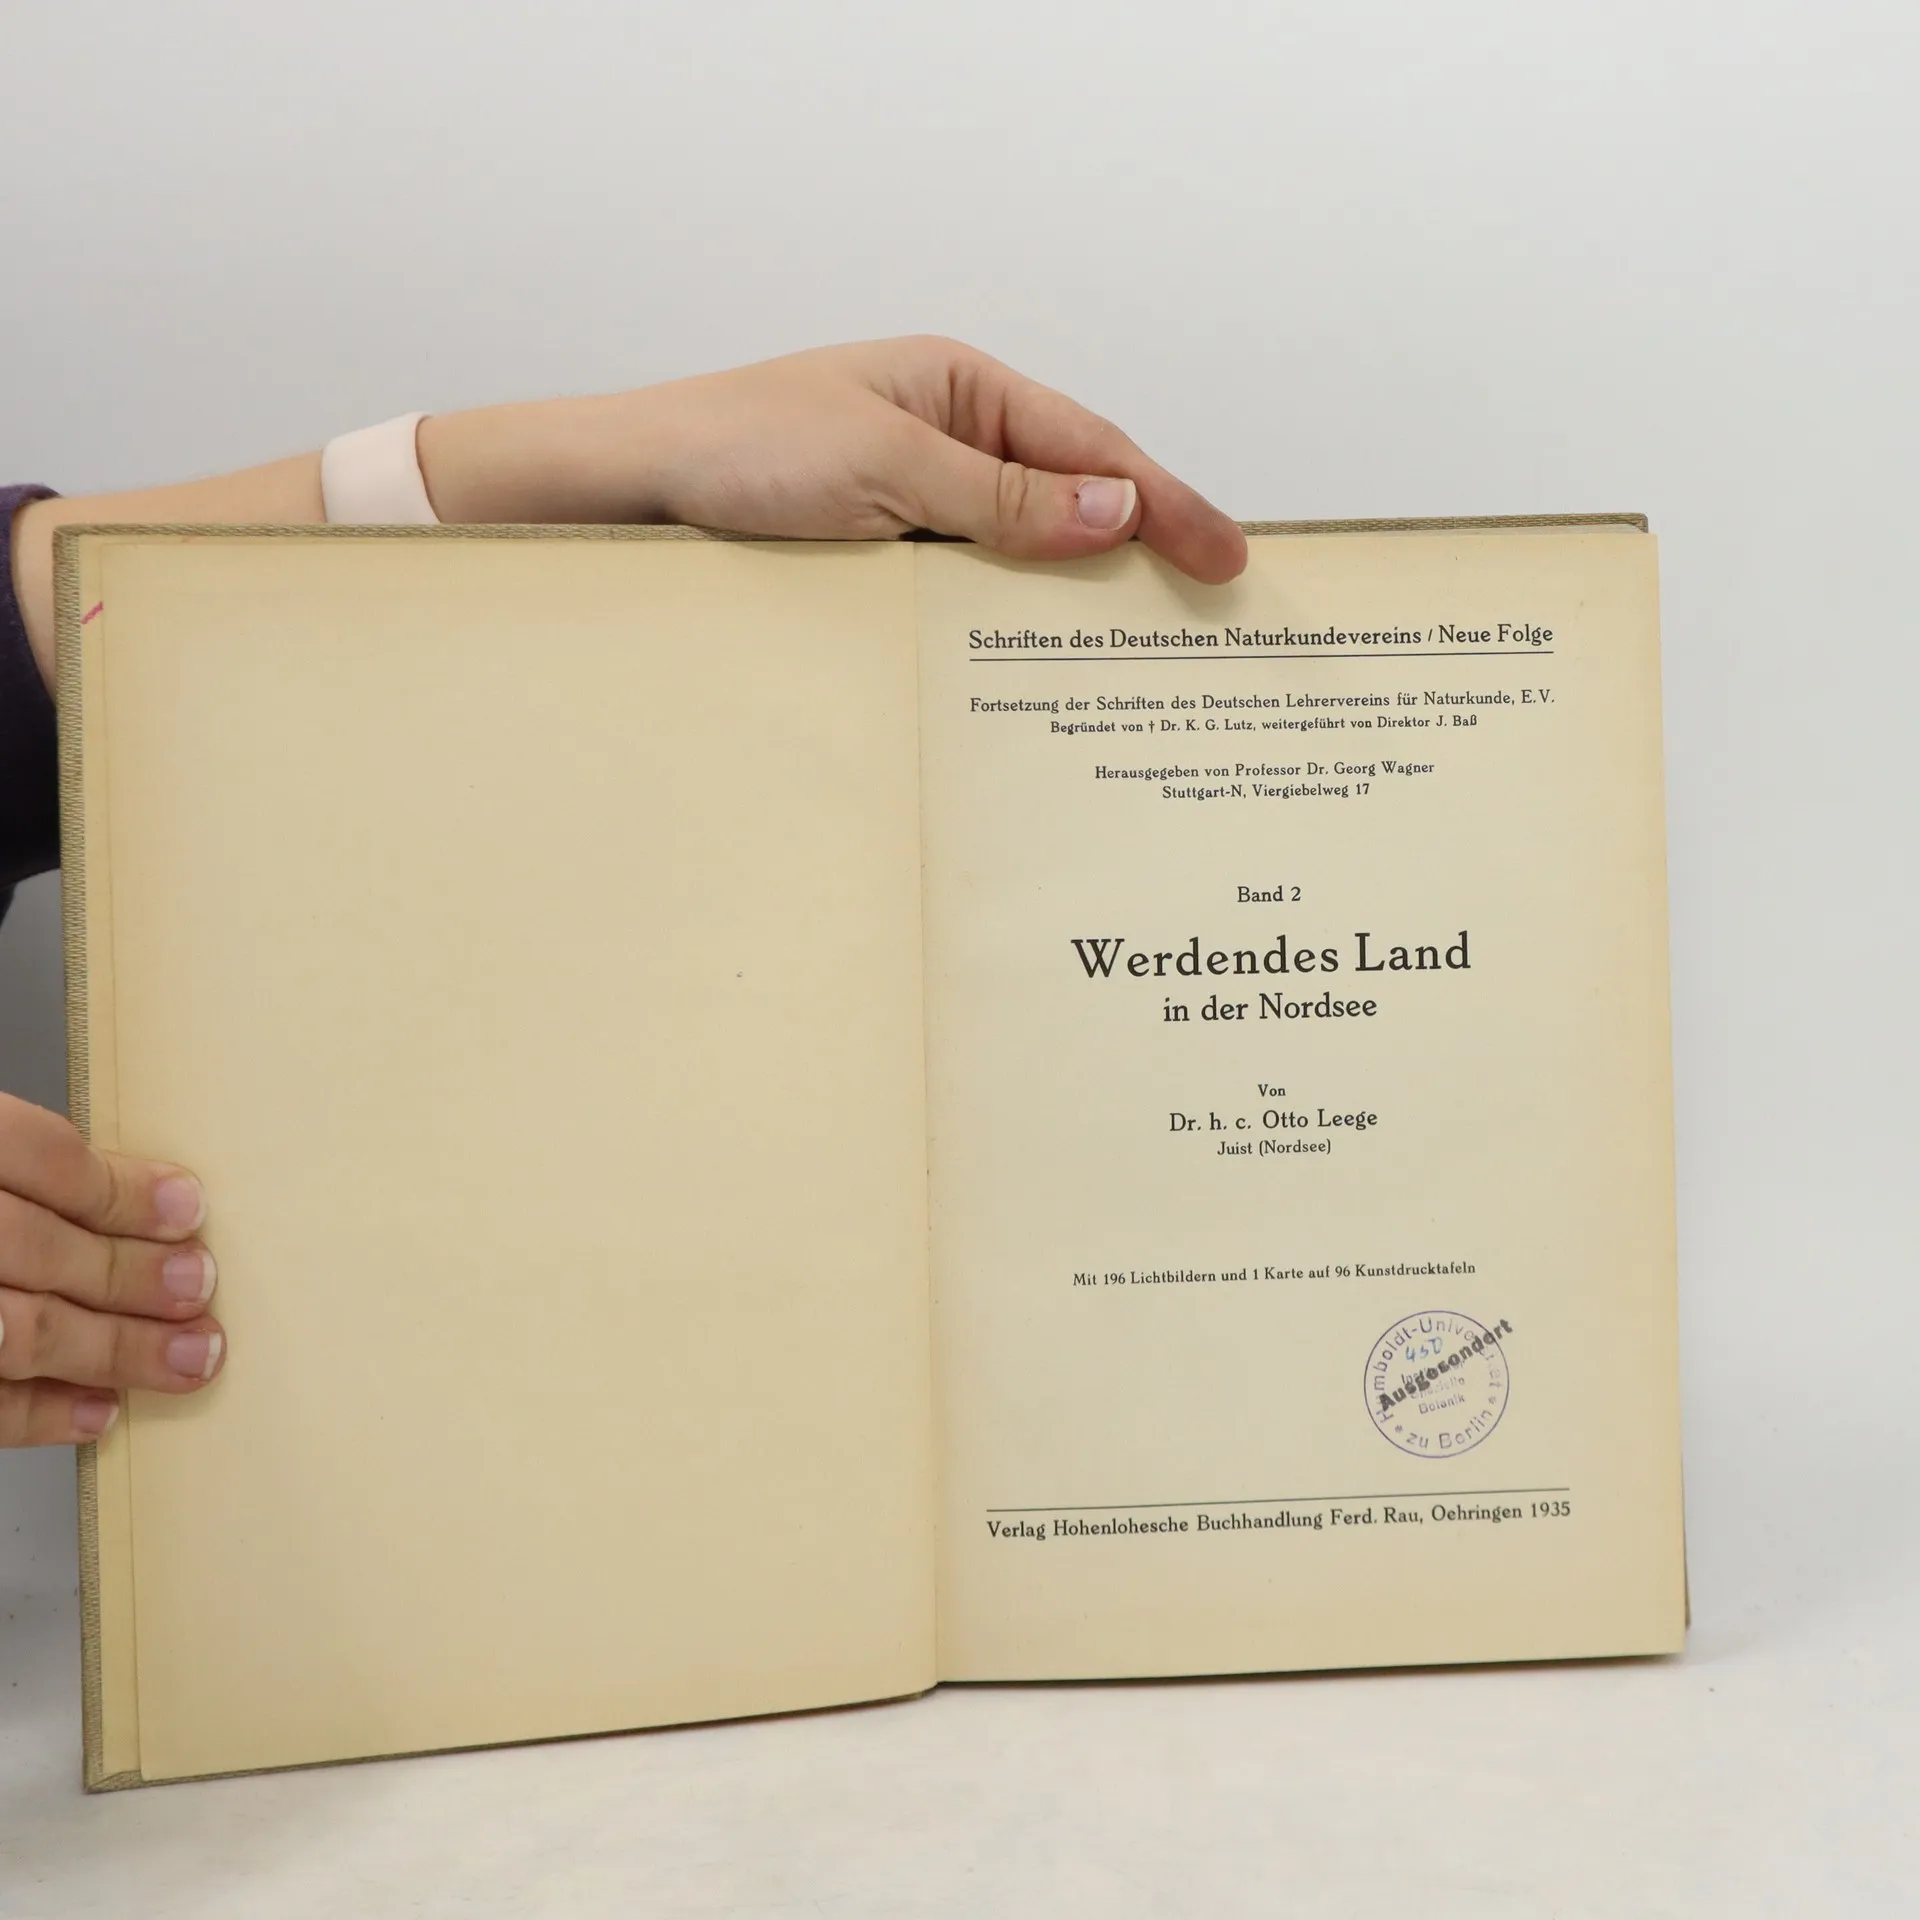 Schriften des Deutschen Naturkundevereins / Neue Folge
Fortsetzung der Schriften des Deutschen Lehrervereins für Naturkunde, E. V.
Begründet von † Dr. K. G. Lutz, weitergeführt von Direktor J. Baß
Herausgegeben von Professor Dr. Georg Wagner
Stuttgart-N, Viergiebelweg 17
Band 2
Werdendes Land
in der Nordsee
Von
Dr. h. c. Otto Leege
Juist (Nordsee)
Mit 196 Lichtbildern und 1 Karte auf 96 Kunstdrucktafeln
450
Ausgesondert
Botanik
* zu Berlin *
Verlag Hohenlohesche Buchhandlung Ferd. Rau, Oehringen 1935